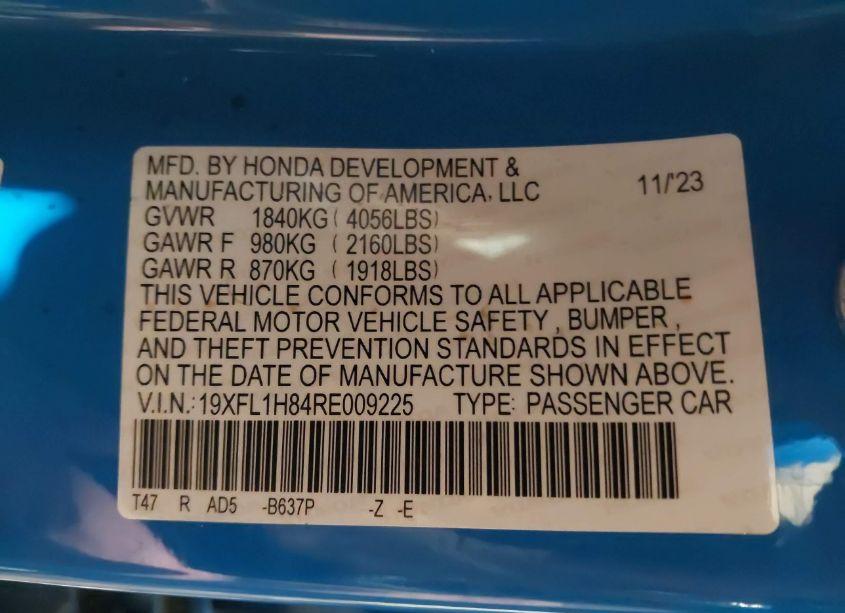 MFD. BY HONDA DEVELOPMENT &
MANUFACTURING OF AMERICA, LLC 11/'23
GVWR 1840KG ( 4056LBS)
GAWR F 980KG ( 2160LBS)
GAWR R 870KG ( 1918LBS)
THIS VEHICLE CONFORMS TO ALL APPLICABLE
FEDERAL MOTOR VEHICLE SAFETY , BUMPER ,
AND THEFT PREVENTION STANDARDS IN EFFECT
ON THE DATE OF MANUFACTURE SHOWN ABOVE.
V.I.N.:19XFL1H84RE009225 TYPE: PASSENGER CAR
T47 R AD5 -B637P -Z -E